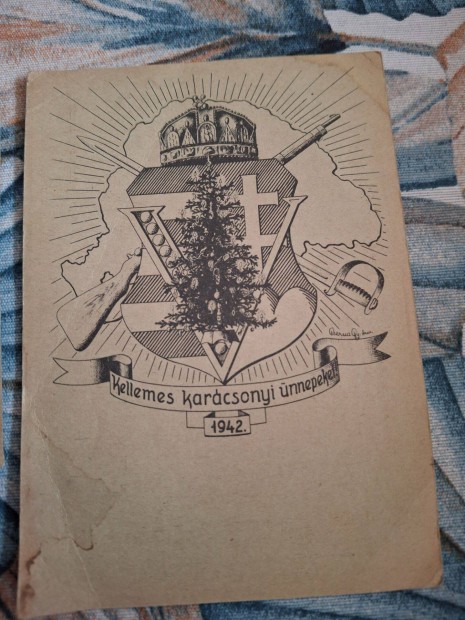 V
Kellemes karácsonyi ünnepeket
1942.